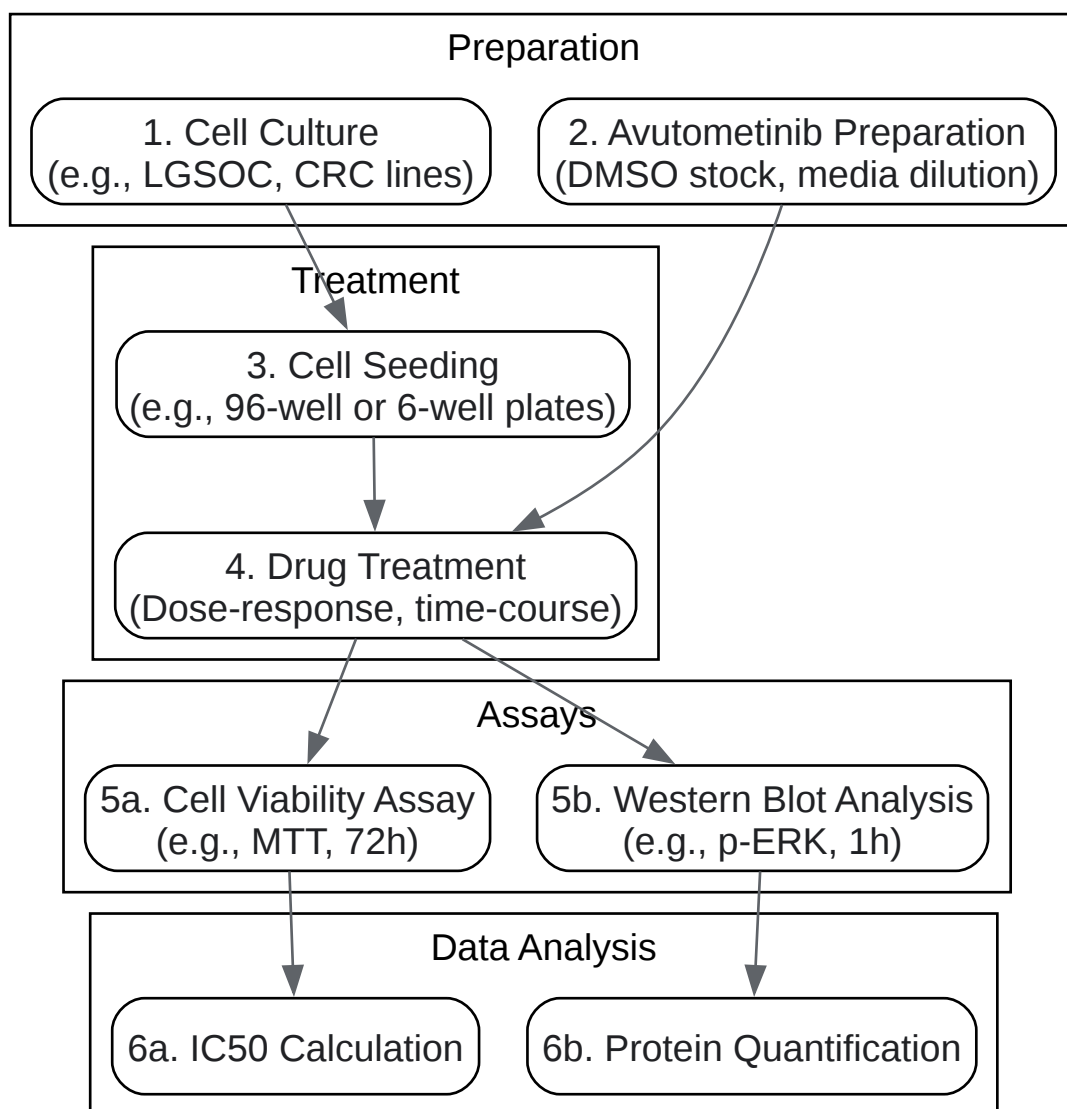 Preparation
1. Cell Culture
(e.g., LGSOC, CRC lines)
2. Avutometinib Preparation
(DMSO stock, media dilution)
Treatment
3. Cell Seeding
(e.g., 96-well or 6-well plates)
4. Drug Treatment
(Dose-response, time-course)
Assays
5a. Cell Viability Assay
(e.g., MTT, 72h)
5b. Western Blot Analysis
(e.g., p-ERK, 1h)
Data Analysis
6a. IC50 Calculation
6b. Protein Quantification